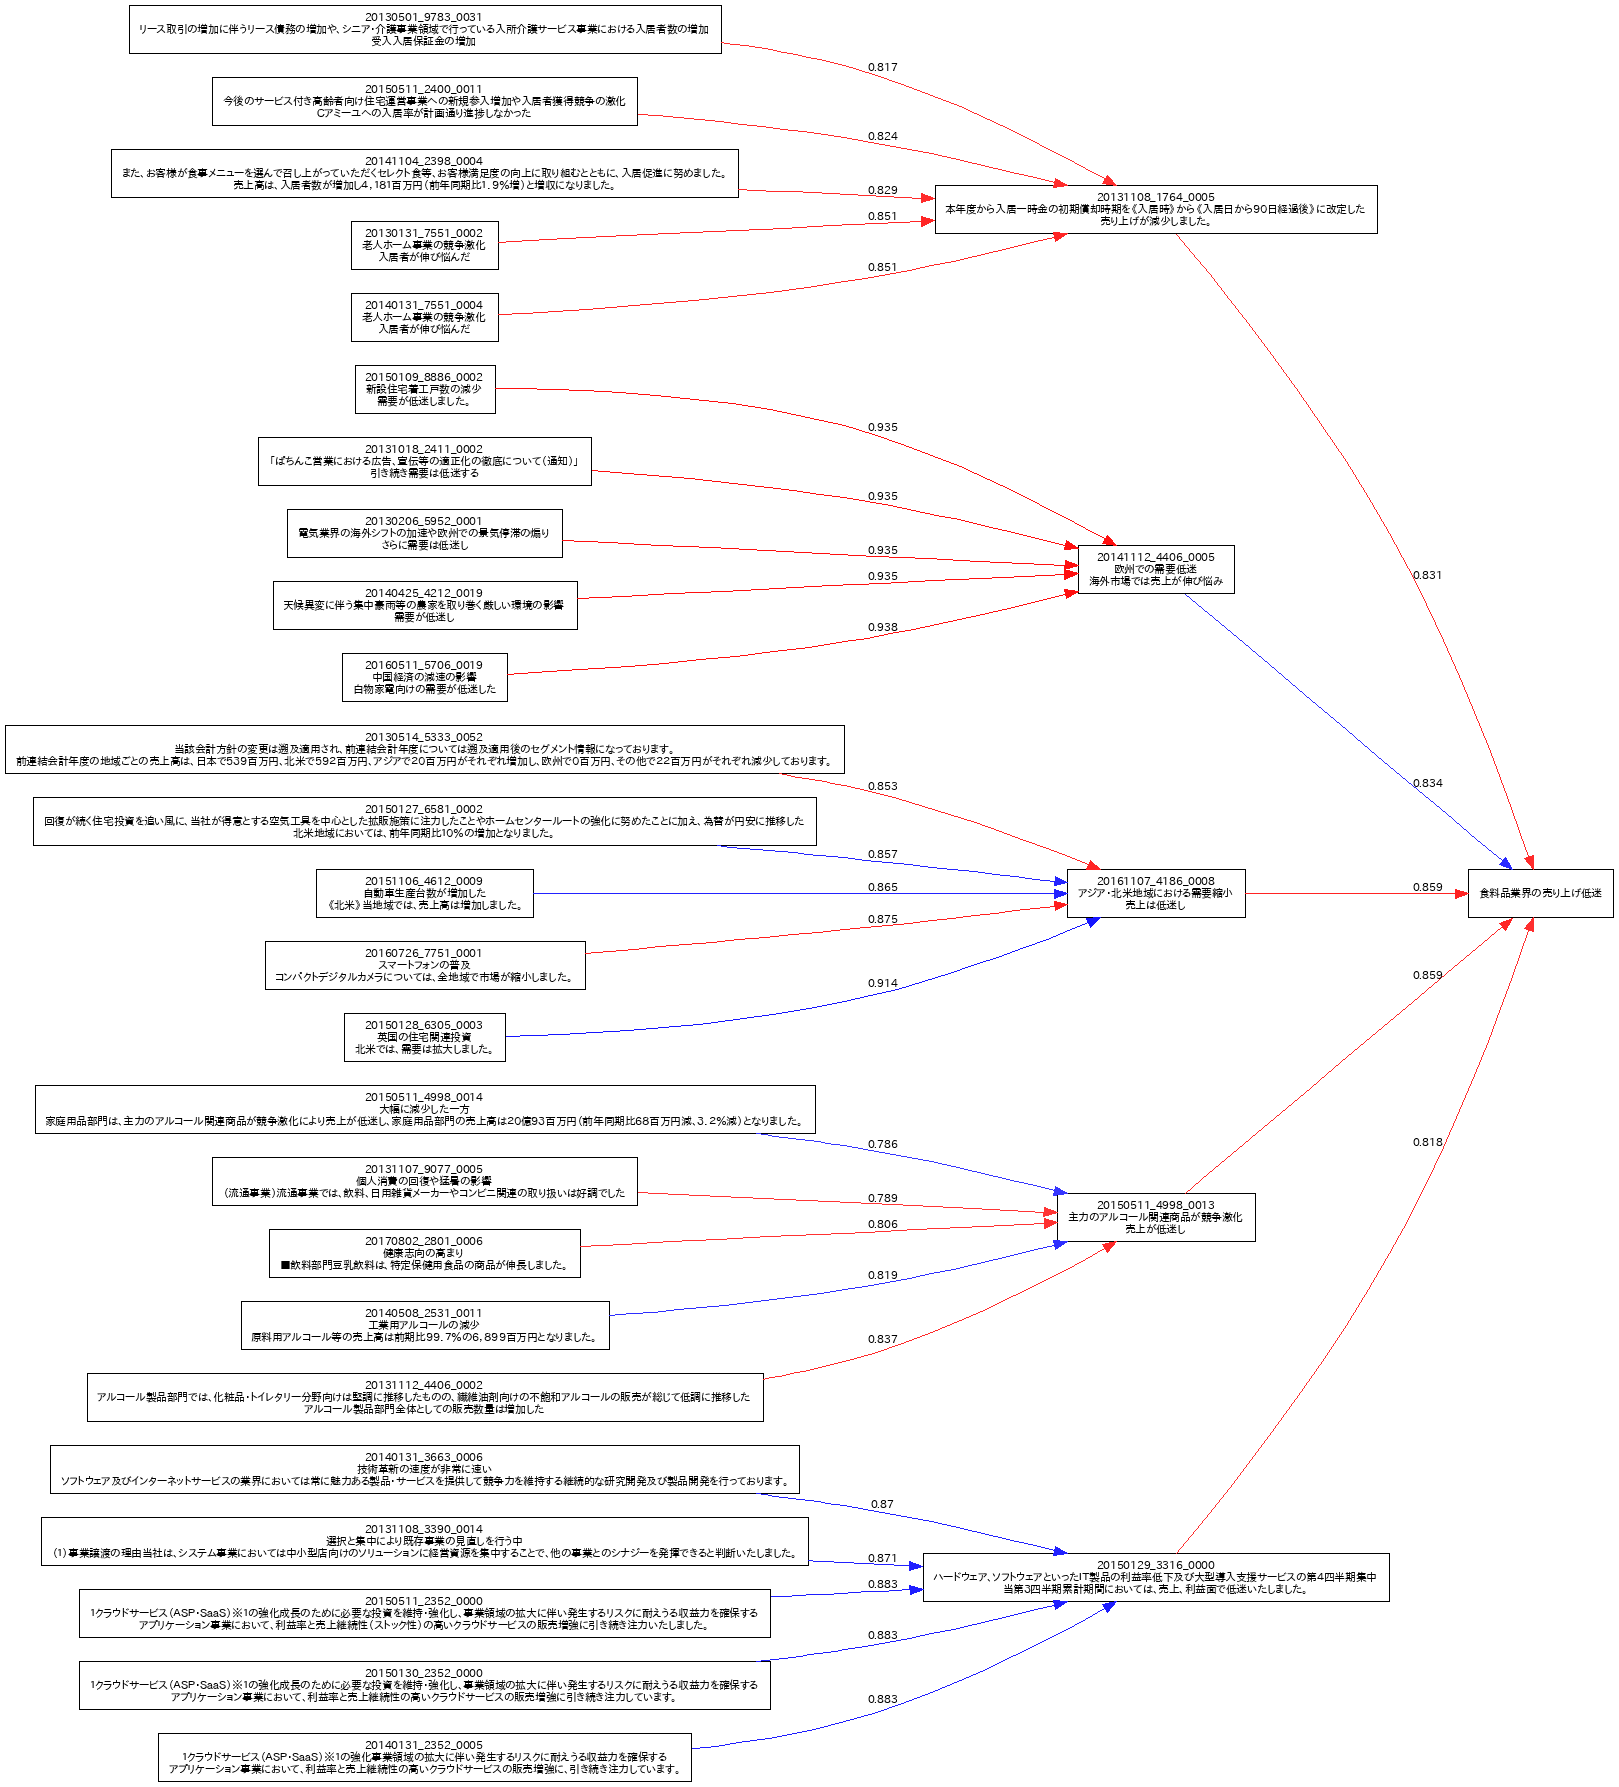 20130501_9783_0031
リース取引の増加に伴うリース債務の増加や、シニア・介護事業領域で行っている入所介護サービス事業における入居者数の増加
受入入居保証金の増加
0.817
20150511_2400_0011
今後のサービス付き高齢者向け住宅運営事業への新規参入増加や入居者獲得競争の激化
Cアミーユへの入居率が計画通り進捗しなかった
0.824
20141104_2398_0004
また、お客様が食事メニューを選んで召し上がっていただくセレクト食等、お客様満足度の向上に取り組むとともに、入居促進に努めました。
売上高は、入居者数が増加し4,181百万円（前年同期比1.9%増）と増収になりました。
0.829
20131108_1764_0005
本年度から入居一時金の初期償却時期を《入居時》から《入居日から90日経過後》に改定した
売り上げが減少しました。
20130131_7551_0002
老人ホーム事業の競争激化
入居者が伸び悩んだ
0.851
20140131_7551_0004
老人ホーム事業の競争激化
入居者が伸び悩んだ
0.851
20150109_8886_0002
新設住宅着工戸数の減少
需要が低迷しました。
0.935
20131018_2411_0002
「ぱちんこ営業における広告、宣伝等の適正化の徹底について（通知）」
引き続き需要は低迷する
0.935
20130206_5952_0001
電気業界の海外シフトの加速や欧州での景気停滞の煽り
さらに需要は低迷し
0.935
20141112_4406_0005
欧州での需要低迷
海外市場では売上が伸び悩み
0.831
20140425_4212_0019
天候異変に伴う集中豪雨等の農家を取り巻く厳しい環境の影響
需要が低迷し
0.935
20160511_5706_0019
中国経済の減速の影響
白物家電向けの需要が低迷した
0.938
20130514_5333_0052
当該会計方針の変更は遡及適用され、前連結会計年度については遡及適用後のセグメント情報になっております。
前連結会計年度の地域ごとの売上高は、日本で539百万円、北米で592百万円、アジアで20百万円がそれぞれ増加し、欧州で0百万円、その他で22百万円がそれぞれ減少しております。
0.853
0.834
20150127_6581_0002
回復が続く住宅投資を追い風に、当社が得意とする空気工具を中心とした拡販施策に注力したことやホームセンタールートの強化に努めたことに加え、為替が円安に推移した
北米地域においては、前年同期比10%の増加となりました。
0.857
20151106_4612_0009
自動車生産台数が増加した
《北米》当地域では、売上高は増加しました。
0.865
20161107_4186_0008
アジア・北米地域における需要縮小
売上は低迷し
0.859
食料品業界の売り上げ低迷
20160726_7751_0001
スマートフォンの普及
コンパクトデジタルカメラについては、全地域で市場が縮小しました。
0.875
20150128_6305_0003
英国の住宅関連投資
北米では、需要は拡大しました。
0.914
0.859
20150511_4998_0014
大幅に減少した一方
家庭用品部門は、主力のアルコール関連商品が競争激化により売上が低迷し、家庭用品部門の売上高は20億93百万円（前年同期比68百万円減、3.2%減）となりました。
0.786
0.818
20131107_9077_0005
個人消費の回復や猛暑の影響
（流通事業）流通事業では、飲料、日用雑貨メーカーやコンビニ関連の取り扱いは好調でした
0.789
20150511_4998_0013
主力のアルコール関連商品が競争激化
売上が低迷し
20170802_2801_0006
健康志向の高まり
■飲料部門豆乳飲料は、特定保健用食品の商品が伸長しました。
0.806
20140508_2531_0011
工業用アルコールの減少
原料用アルコール等の売上高は前期比99.7%の6,899百万円となりました。
0.819
20131112_4406_0002
アルコール製品部門では、化粧品・トイレタリー分野向けは堅調に推移したものの、繊維油剤向けの不飽和アルコールの販売が総じて低調に推移した
アルコール製品部門全体としての販売数量は増加した
0.837
20140131_3663_0006
技術革新の速度が非常に速い
ソフトウェア及びインターネットサービスの業界においては常に魅力ある製品・サービスを提供して競争力を維持する継続的な研究開発及び製品開発を行っております。
0.87
20131108_3390_0014
選択と集中により既存事業の見直しを行う中
（1）事業譲渡の理由当社は、システム事業においては中小型店向けのソリューションに経営資源を集中することで、他の事業とのシナジーを発揮できると判断いたしました。
0.871
20150129_3316_0000
ハードウェア、ソフトウェアといったIT製品の利益率低下及び大型導入支援サービスの第4四半期集中
当第3四半期累計期間においては、売上、利益面で低迷いたしました。
20150511_2352_0000
1クラウドサービス（ASP・SaaS）※1の強化成長のために必要な投資を維持・強化し、事業領域の拡大に伴い発生するリスクに耐えうる収益力を確保する
アプリケーション事業において、利益率と売上継続性（ストック性）の高いクラウドサービスの販売増強に引き続き注力いたしました。
0.883
20150130_2352_0000
1クラウドサービス（ASP・SaaS）※1の強化成長のために必要な投資を維持・強化し、事業領域の拡大に伴い発生するリスクに耐えうる収益力を確保する
アプリケーション事業において、利益率と売上継続性の高いクラウドサービスの販売増強に引き続き注力しています。
0.883
20140131_2352_0005
1クラウドサービス（ASP・SaaS）※1の強化事業領域の拡大に伴い発生するリスクに耐えうる収益力を確保する
アプリケーション事業において、利益率と売上継続性の高いクラウドサービスの販売増強に、引き続き注力しています。
0.883